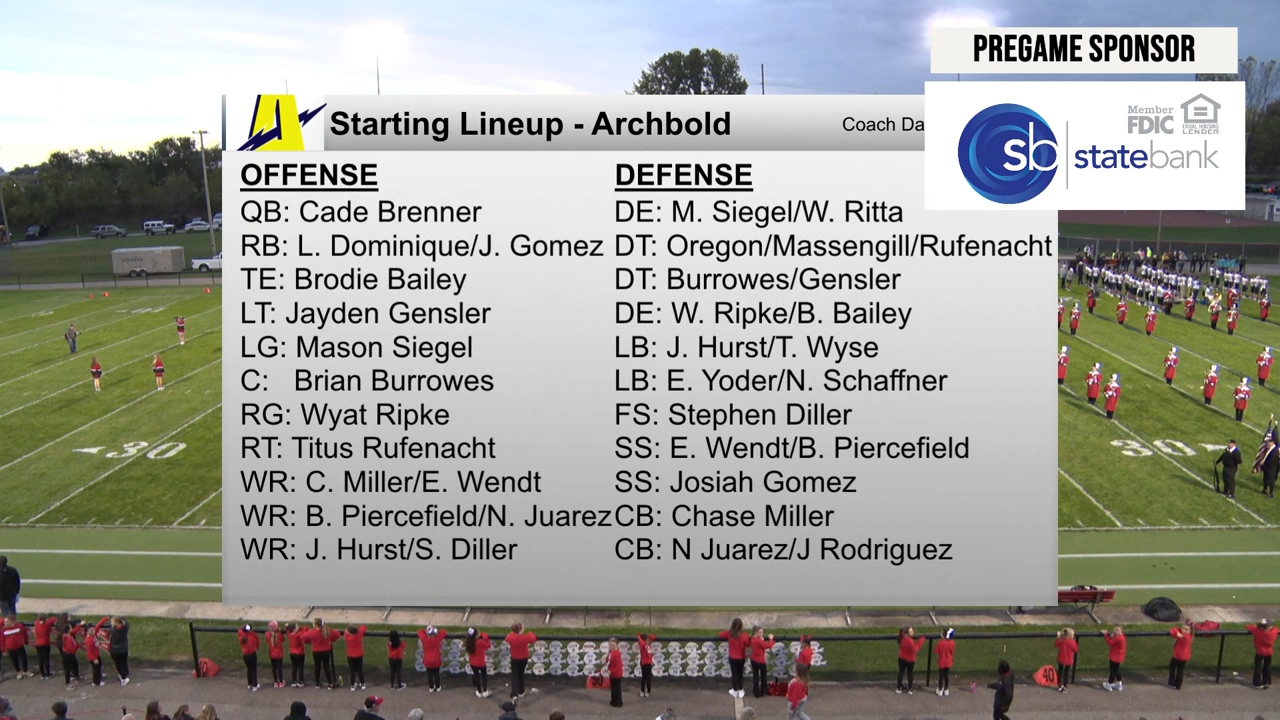 PREGAME SPONSOR
Member
FDIC
EQUAL HOUSING
LENDER
sb statebank
Starting Lineup - Archbold
Coach Da
OFFENSE
QB: Cade Brenner
RB: L. Dominique/J. Gomez
TE: Brodie Bailey
LT: Jayden Gensler
LG: Mason Siegel
C: Brian Burrowes
RG: Wyat Ripke
RT: Titus Rufenacht
WR: C. Miller/E. Wendt
WR: B. Piercefield/N. Juarez
WR: J. Hurst/S. Diller
DEFENSE
DE: M. Siegel/W. Ritta
DT: Oregon/Massengill/Rufenacht
DT: Burrowes/Gensler
DE: W. Ripke/B. Bailey
LB: J. Hurst/T. Wyse
LB: E. Yoder/N. Schaffner
FS: Stephen Diller
SS: E. Wendt/B. Piercefield
SS: Josiah Gomez
CB: Chase Miller
CB: N Juarez/J Rodriguez
30
30
40